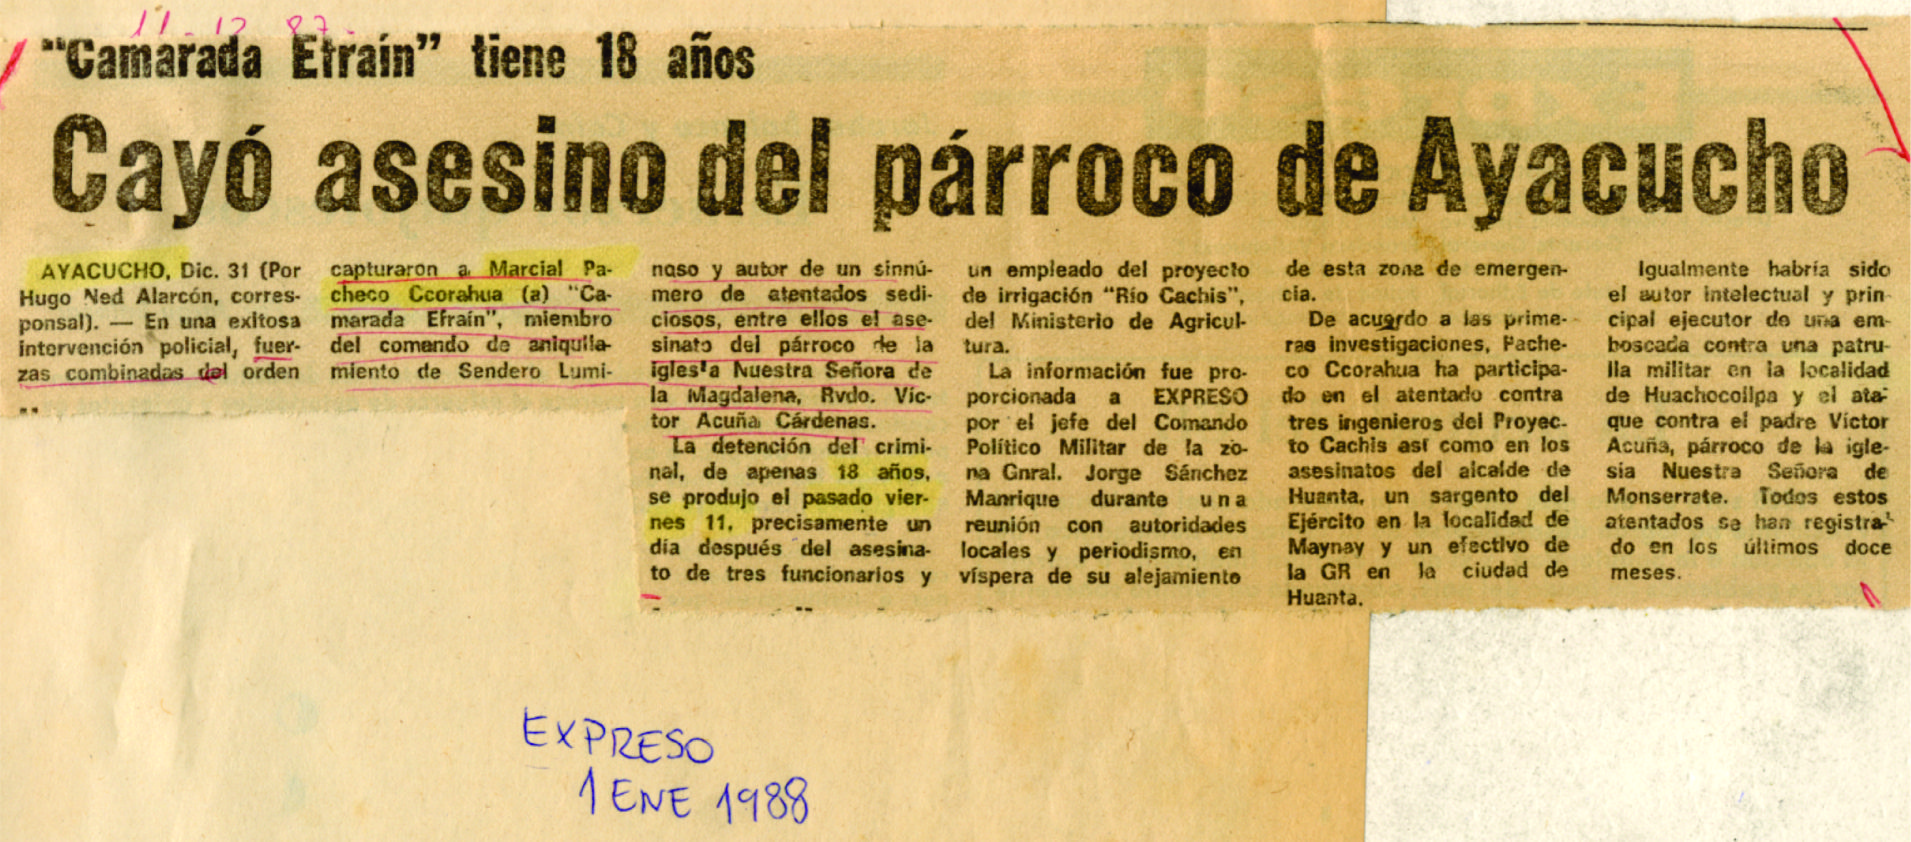 11-12-87-
"Camarada Efraín" tiene 18 años
Cayó asesino del párroco de Ayacucho
AYACUCHO, Dic. 31 (Por
Hugo Ned Alarcón, corres-
ponsal). — En una exitosa
intervención policial, fuer-
zas combinadas del orden
capturaron a Marcial Pa-
checo Ccorahua (a) "Ca-
marada Efraín", miembro
del comando de aniquila-
miento de Sendero Lumi-
noso y autor de un sinnú-
mero de atentados sedi-
ciosos, entre ellos el ase-
sinato del párroco de la
iglesia Nuestra Señora de
la Magdalena, Rvdo. Víc-
tor Acuña Cárdenas.
La detención del crimi-
nal, de apenas 18 años,
se produjo el pasado vier-
nes 11, precisamente un
día después del asesina-
to de tres funcionarios y
un empleado del proyecto
de irrigación "Río Cachis",
del Ministerio de Agricul-
tura.
La información fue pro-
porcionada a EXPRESO
por el jefe del Comando
Político Militar de la zo-
na Gnral. Jorge Sánchez
Manrique durante una
reunión con autoridades
locales y periodismo, en
víspera de su alejamiento
de esta zona de emergen-
cia.
De acuerdo a las prime-
ras investigaciones, Pache-
co Ccorahua ha participa-
do en el atentado contra
tres ingenieros del Proyec-
to Cachis así como en los
asesinatos del alcalde de
Huanta, un sargento del
Ejército en la localidad de
Maynay y un efectivo de
la GR en la ciudad de
Huanta.
Igualmente habría sido
el autor intelectual y prin-
cipal ejecutor de una em-
boscada contra una patru-
lla militar en la localidad
de Huachocollpa y el ata-
que contra el padre Víctor
Acuña, párroco de la igle-
sia Nuestra Señora de
Monserrate. Todos estos
atentados se han registra-
do en los últimos doce
meses.
EXPRESO
1 ENE 1988